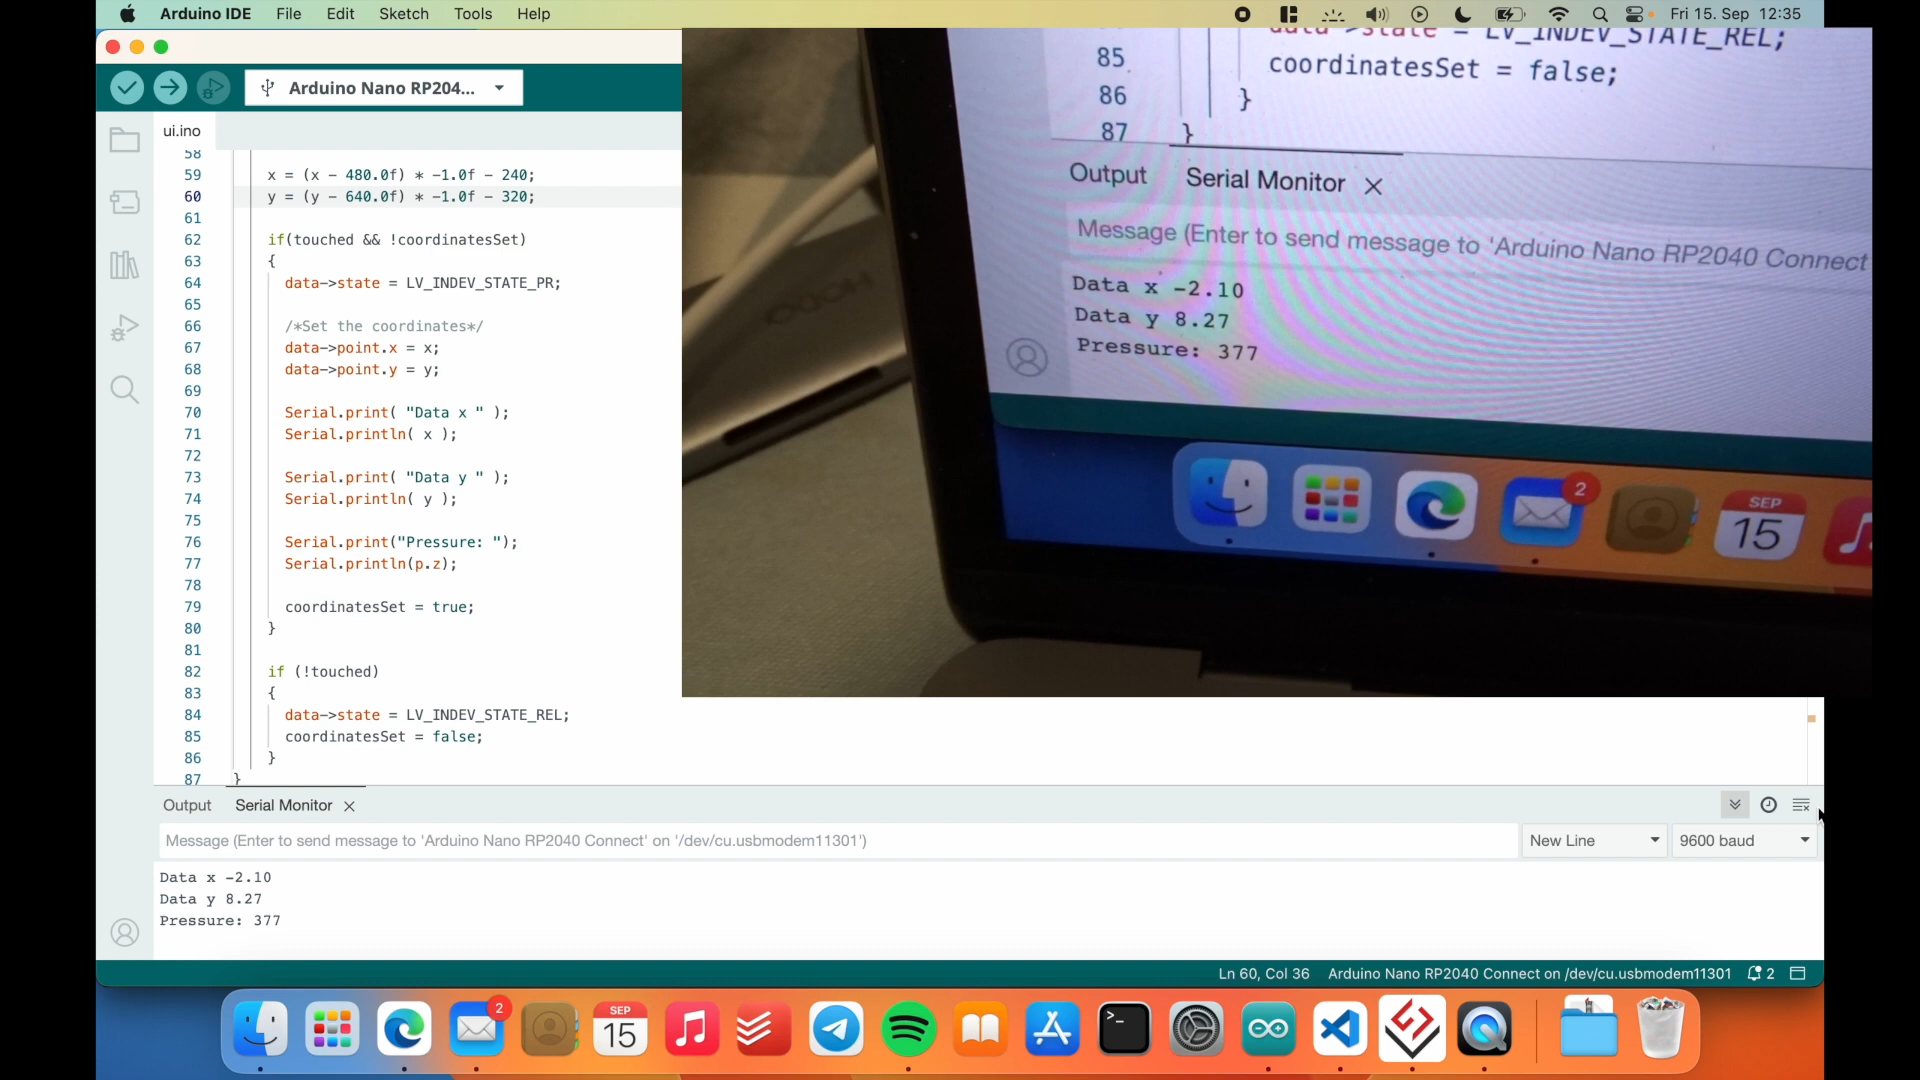 Arduino IDE File Edit Sketch Tools Help Fri 15. Sep 12:35
Arduino Nano RP204...
ui.ino
58
59 x = (x - 480.0f) * -1.0f - 240;
60 y = (y - 640.0f) * -1.0f - 320;
61
62 if(touched && !coordinatesSet)
63 {
64 data->state = LV_INDEV_STATE_PR;
65
66 /*Set the coordinates*/
67 data->point.x = x;
68 data->point.y = y;
69
70 Serial.print( "Data x " );
71 Serial.println( x );
72
73 Serial.print( "Data y " );
74 Serial.println( y );
75
76 Serial.print("Pressure: ");
77 Serial.println(p.z);
78
79 coordinatesSet = true;
80 }
81
82 if (!touched)
83 {
84 data->state = LV_INDEV_STATE_REL;
85 coordinatesSet = false;
86 }
87 }
data->state = LV_INDEV_STATE_REL;
85 coordinatesSet = false;
86 }
87 }
Output Serial Monitor
Message (Enter to send message to 'Arduino Nano RP2040 Connect
Data x -2.10
Data y 8.27
Pressure: 377
2
SEP
15
Output Serial Monitor
Message (Enter to send message to 'Arduino Nano RP2040 Connect' on '/dev/cu.usbmodem11301')
New Line 9600 baud
Data x -2.10
Data y 8.27
Pressure: 377
Ln 60, Col 36 Arduino Nano RP2040 Connect on /dev/cu.usbmodem11301 2
2
SEP
15
>_